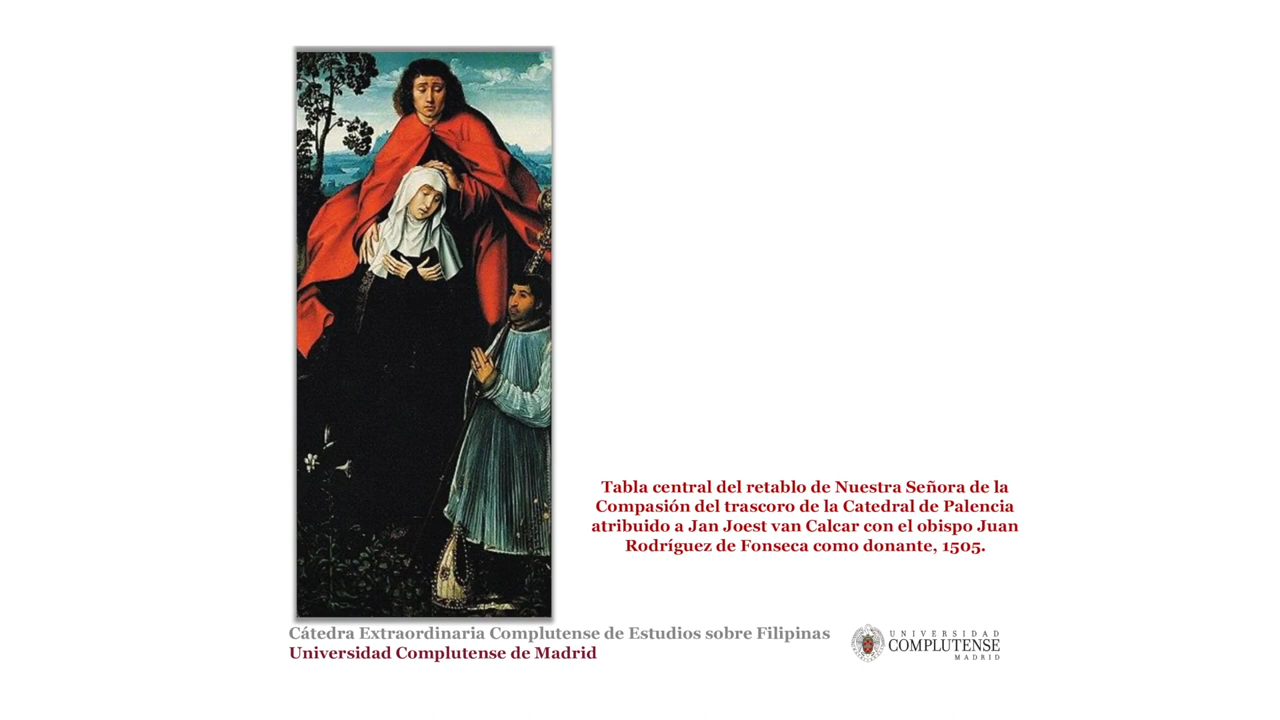 Tabla central del retablo de Nuestra Señora de la
Compasión del trascoro de la Catedral de Palencia
atribuido a Jan Joest van Calcar con el obispo Juan
Rodríguez de Fonseca como donante, 1505.
Cátedra Extraordinaria Complutense de Estudios sobre Filipinas
Universidad Complutense de Madrid
UNIVERSIDAD
COMPLUTENSE
MADRID